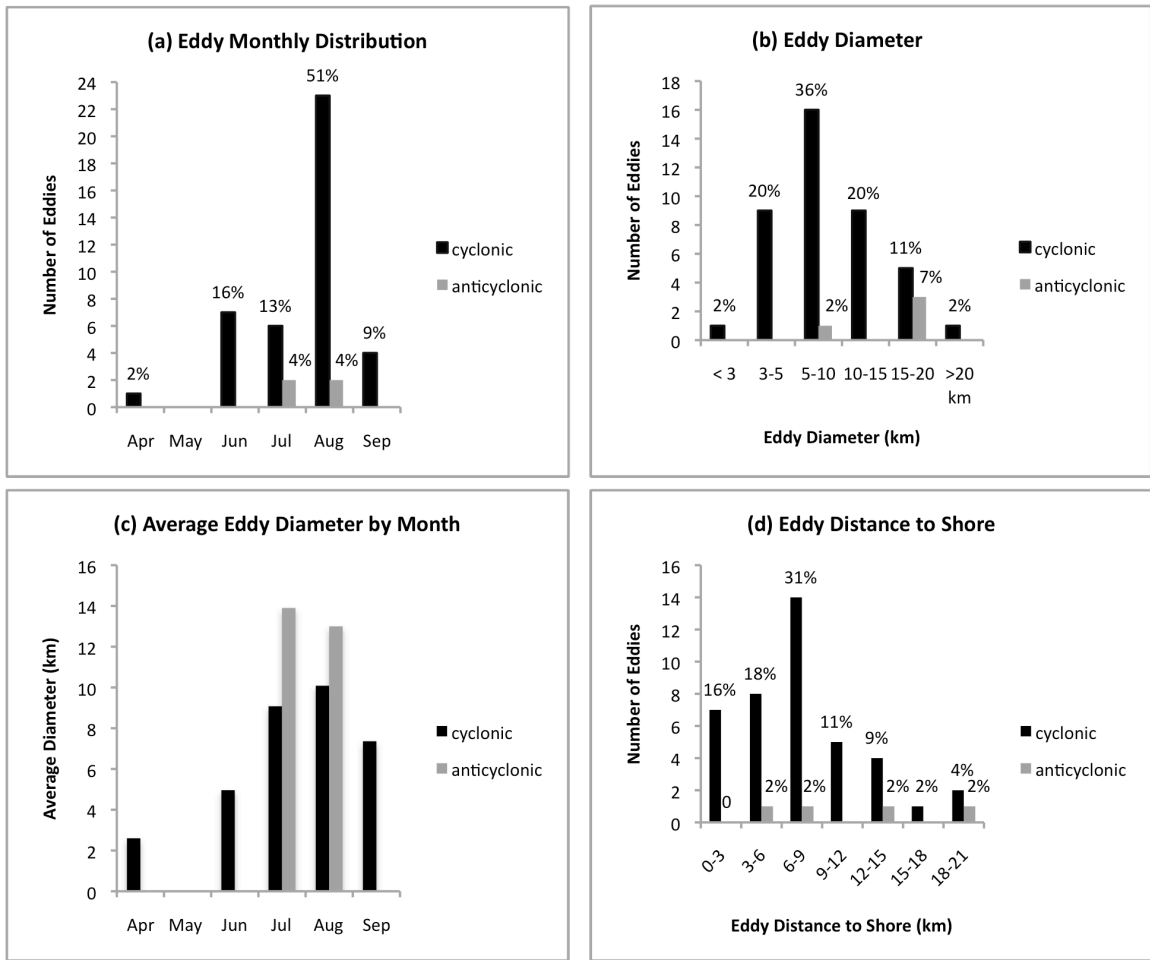 (a) Eddy Monthly Distribution
Number of Eddies
24
22
20
18
16
14
12
10
8
6
4
2
0
2%
16%
13%
4%
51%
4%
9%
Apr May Jun Jul Aug Sep
cyclonic
anticyclonic
(b) Eddy Diameter
Number of Eddies
18
16
14
12
10
8
6
4
2
0
2%
20%
36%
2%
20%
11%
7%
2%
< 3 3-5 5-10 10-15 15-20 >20
km
Eddy Diameter (km)
cyclonic
anticyclonic
(c) Average Eddy Diameter by Month
Average Diameter (km)
16
14
12
10
8
6
4
2
0
Apr May Jun Jul Aug Sep
cyclonic
anticyclonic
(d) Eddy Distance to Shore
Number of Eddies
16
14
12
10
8
6
4
2
0
16%
0
18%
2%
31%
2%
11%
9%
2%
2%
4%
2%
0-3 3-6 6-9 9-12 12-15 15-18 18-21
Eddy Distance to Shore (km)
cyclonic
anticyclonic